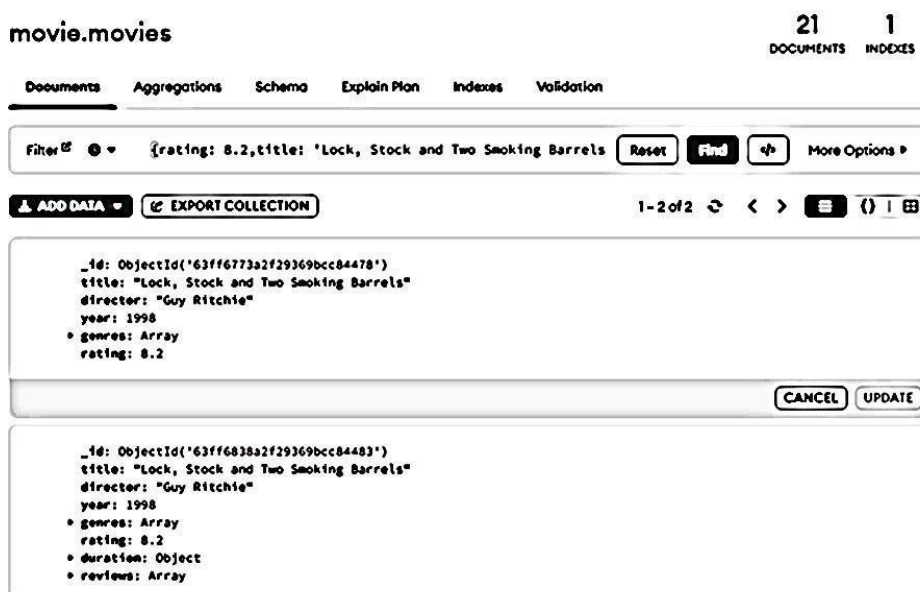 movie.movies
21 1
DOCUMENTS INDEXES
Documents Aggregations Schema Explain Plan Indexes Validation
Filter {rating: 8.2,title: 'Lock, Stock and Two Smoking Barrels Reset Find </> More Options
ADD DATA EXPORT COLLECTION 1-2 of 2 {}
_id: ObjectId('63ff6773a2f29369bcc84478')
title: "Lock, Stock and Two Smoking Barrels"
director: "Guy Ritchie"
year: 1998
genres: Array
rating: 8.2
CANCEL UPDATE
_id: ObjectId('63ff6838a2f29369bcc84483')
title: "Lock, Stock and Two Smoking Barrels"
director: "Guy Ritchie"
year: 1998
genres: Array
rating: 8.2
duration: Object
reviews: Array